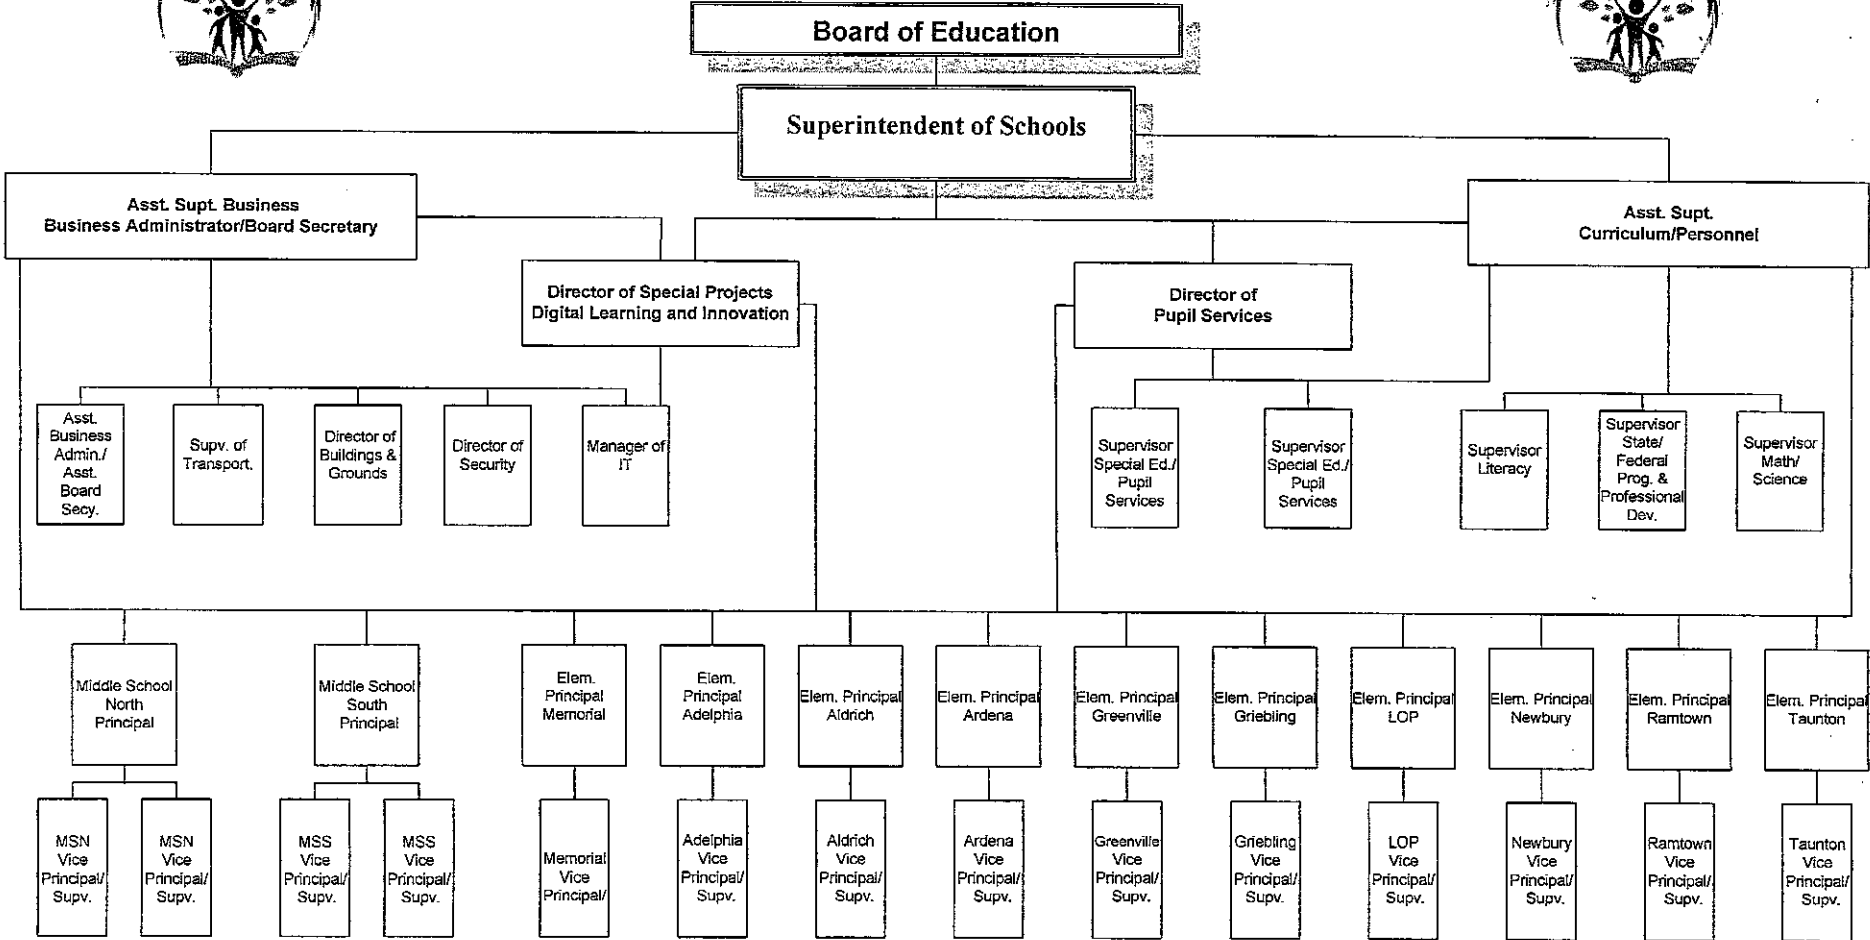 Board of Education
Superintendent of Schools
Asst. Supt. Business
Business Administrator/Board Secretary
Asst. Supt.
Curriculum/Personnel
Director of Special Projects
Digital Learning and Innovation
Director of
Pupil Services
Asst.
Business
Admin./
Asst.
Board
Secy.
Supv. of
Transport.
Director of
Buildings &
Grounds
Director of
Security
Manager of
IT
Supervisor
Special Ed./
Pupil
Services
Supervisor
Special Ed./
Pupil
Services
Supervisor
Literacy
Supervisor
State/
Federal
Prog. &
Professional
Dev.
Supervisor
Math/
Science
Middle School
North
Principal
Middle School
South
Principal
Elem.
Principal
Memorial
Elem.
Principal
Adelphia
Elem. Principal
Aldrich
Elem. Principal
Ardena
Elem. Principal
Greenville
Elem. Principal
Griebling
Elem. Principal
LOP
Elem. Principal
Newbury
Elem. Principal
Ramtown
Elem. Principal
Taunton
MSN
Vice
Principal/
Supv.
MSN
Vice
Principal/
Supv.
MSS
Vice
Principal/
Supv.
MSS
Vice
Principal/
Supv.
Memorial
Vice
Principal/
Adelphia
Vice
Principal/
Supv.
Aldrich
Vice
Principal/
Supv.
Ardena
Vice
Principal/
Supv.
Greenville
Vice
Principal/
Supv.
Griebling
Vice
Principal/
Supv.
LOP
Vice
Principal/
Supv.
Newbury
Vice
Principal/
Supv.
Ramtown
Vice
Principal/
Supv.
Taunton
Vice
Principal/
Supv.